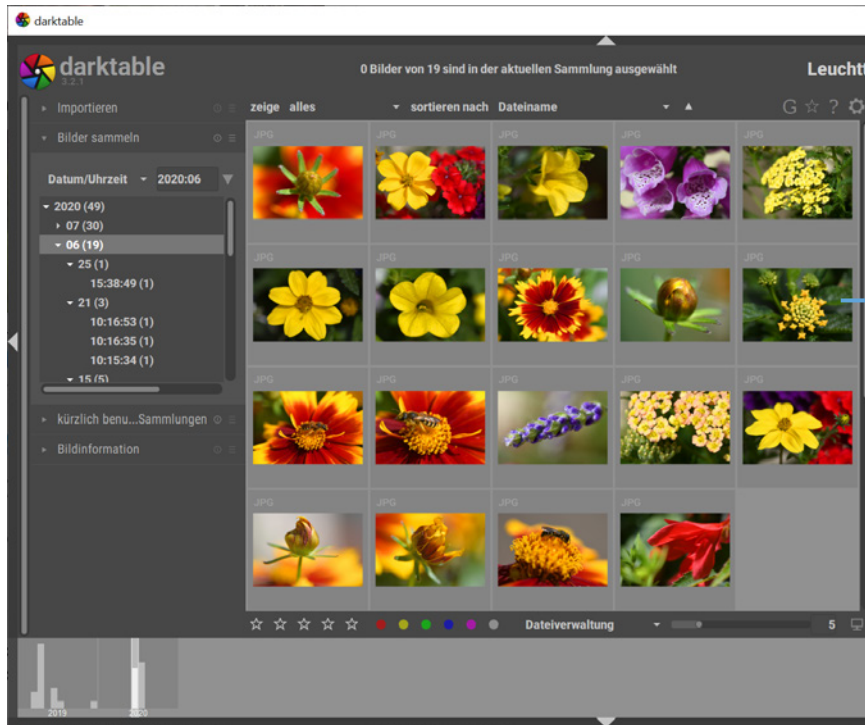 darktable
darktable
3.2.1
0 Bilder von 19 sind in der aktuellen Sammlung ausgewählt
Leuchtt
Importieren
zeige alles sortieren nach Dateiname
G ☆ ?
Bilder sammeln
Datum/Uhrzeit 2020:06
2020 (49)
07 (30)
06 (19)
25 (1)
15:38:49 (1)
21 (3)
10:16:53 (1)
10:16:35 (1)
10:15:34 (1)
15 (5)
kürzlich benu...Sammlungen
Bildinformation
JPG JPG JPG JPG JPG
JPG JPG JPG JPG JPG
JPG JPG JPG JPG JPG
JPG JPG JPG JPG
Dateiverwaltung 5
2019 2020